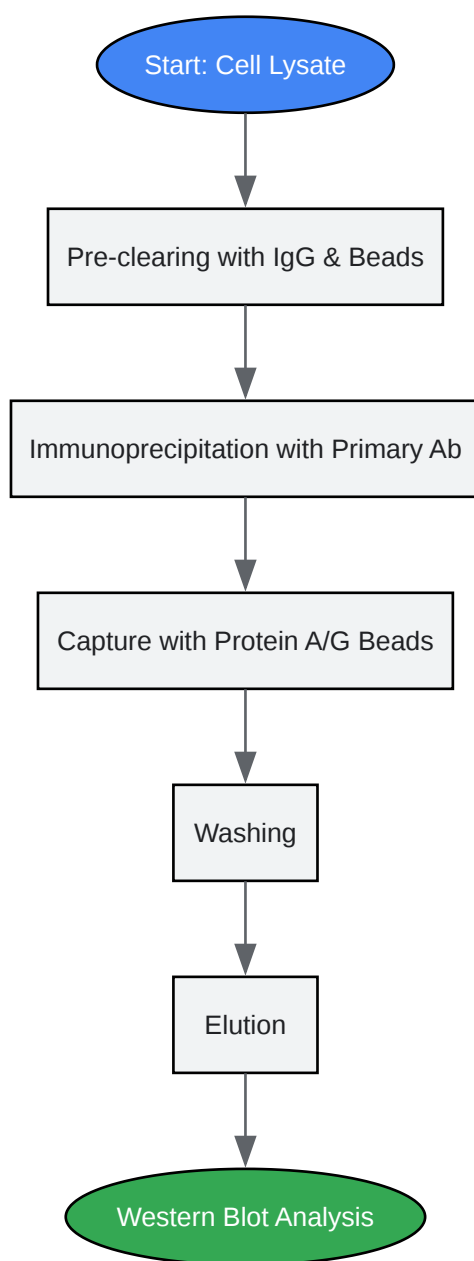 Start: Cell Lysate
Pre-clearing with IgG & Beads
Immunoprecipitation with Primary Ab
Capture with Protein A/G Beads
Washing
Elution
Western Blot Analysis